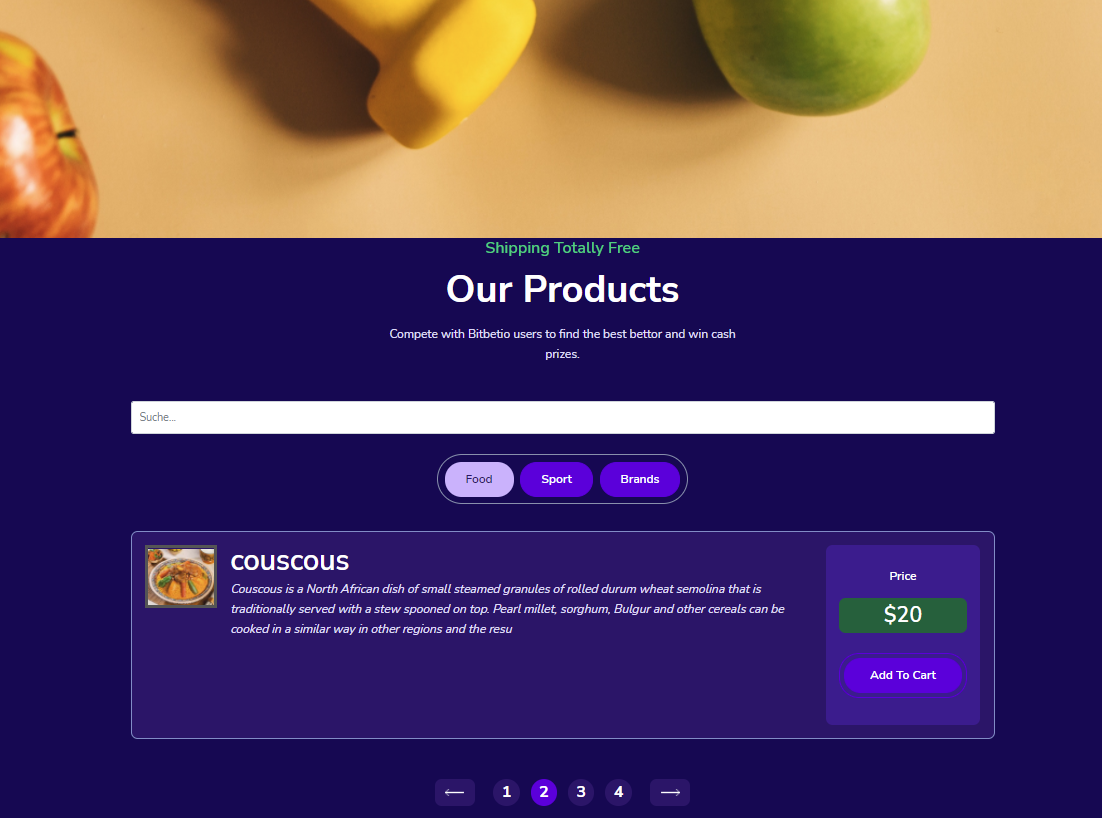 Shipping Totally Free
Our Products
Compete with Bitbetio users to find the best bettor and win cash
prizes.
Suche...
Food Sport Brands
couscous
Couscous is a North African dish of small steamed granules of rolled durum wheat semolina that is
traditionally served with a stew spooned on top. Pearl millet, sorghum, Bulgur and other cereals can be
cooked in a similar way in other regions and the resu
Price
$20
Add To Cart
1 2 3 4